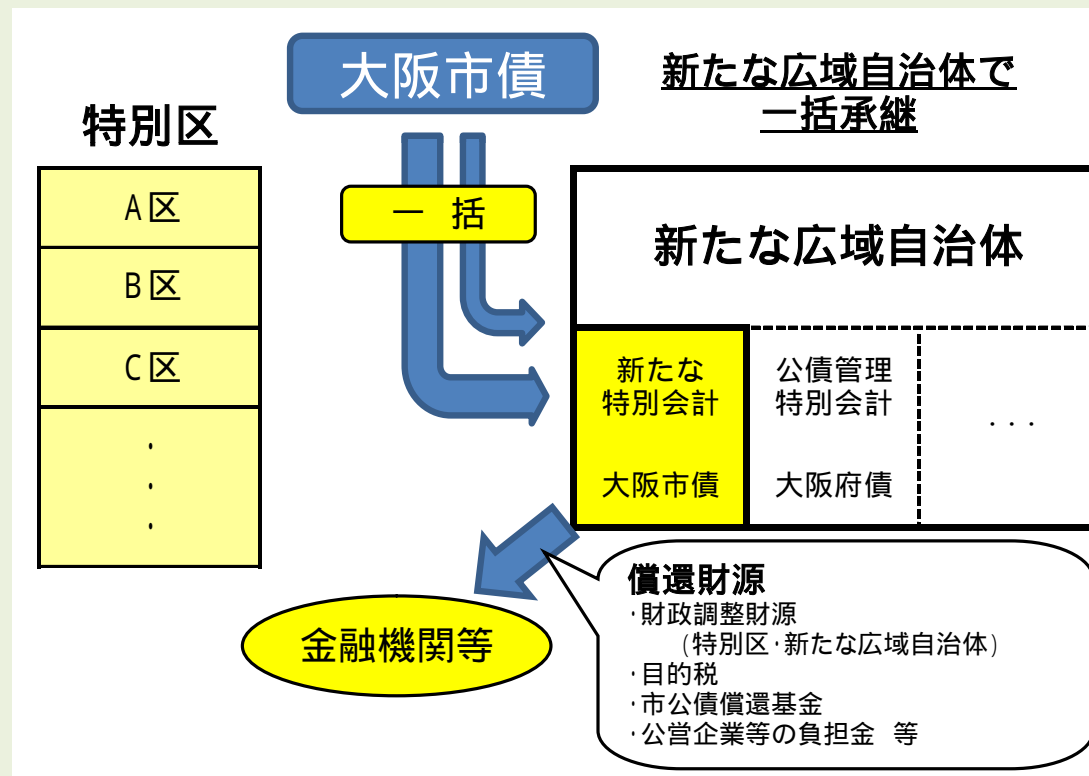 大阪市債
新たな広域自治体で
一括承継
特別区
A区
B区
C区
・
・
・
一 括
新たな広域自治体
新たな
特別会計
大阪市債
公債管理
特別会計
大阪府債
・・・
金融機関等
償還財源
・財政調整財源
(特別区・新たな広域自治体)
・目的税
・市公債償還基金
・公営企業等の負担金 等